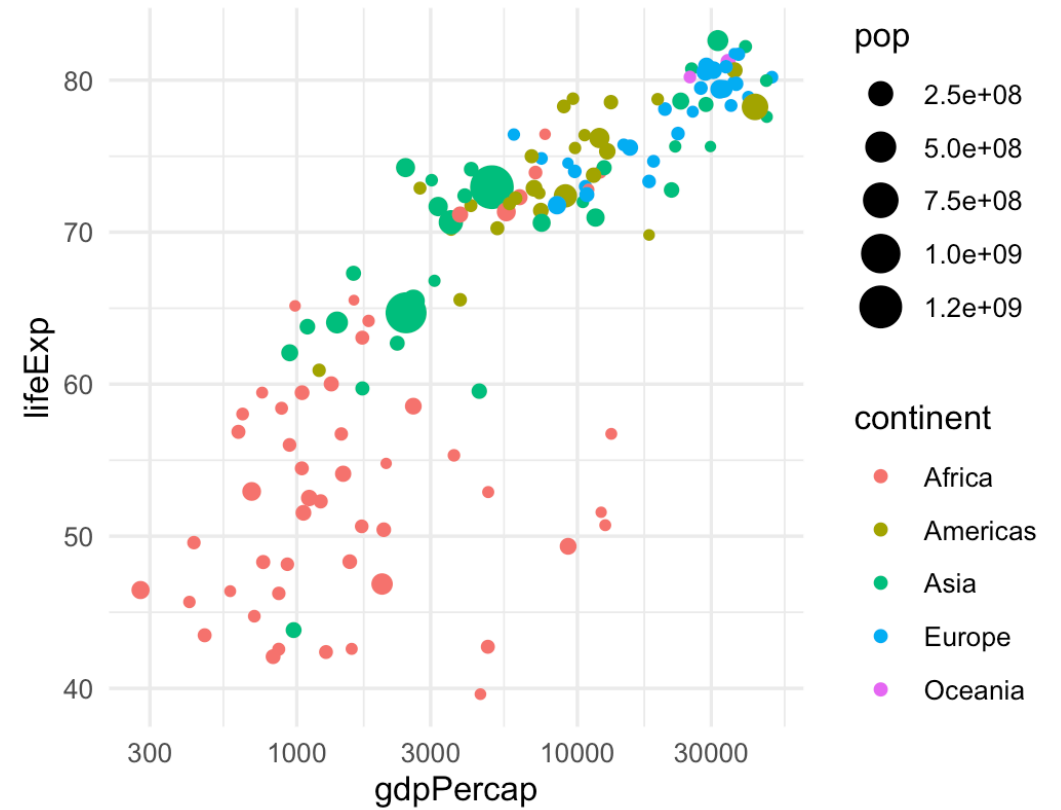 80
70
60
50
40
lifeExp
300
1000
3000
10000
30000
gdpPercap
pop
2.5e+08
5.0e+08
7.5e+08
1.0e+09
1.2e+09
continent
Africa
Americas
Asia
Europe
Oceania